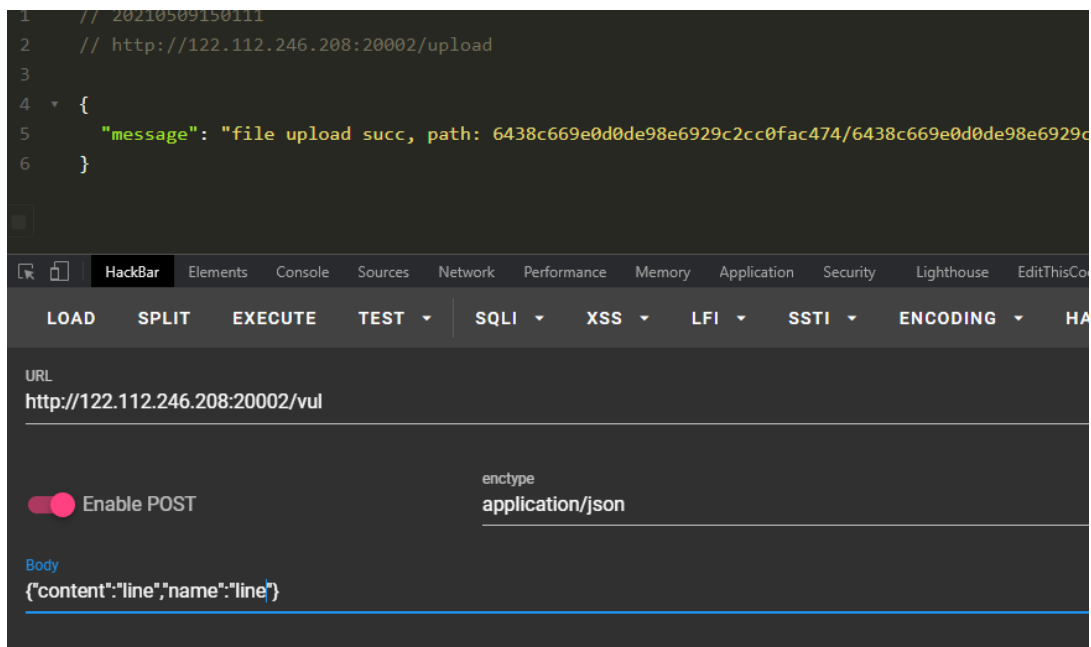 1 // 20210509150111
2 // http://122.112.246.208:20002/upload
3
4 {
5 "message": "file upload succ, path: 6438c669e0d0de98e6929c2cc0fac474/6438c669e0d0de98e6929c
6 }
HackBar Elements Console Sources Network Performance Memory Application Security Lighthouse EditThisCo
LOAD SPLIT EXECUTE TEST SQLI XSS LFI SSTI ENCODING HA
URL
http://122.112.246.208:20002/vul
enctype
Enable POST application/json
Body
{"content":"line","name":"line"}